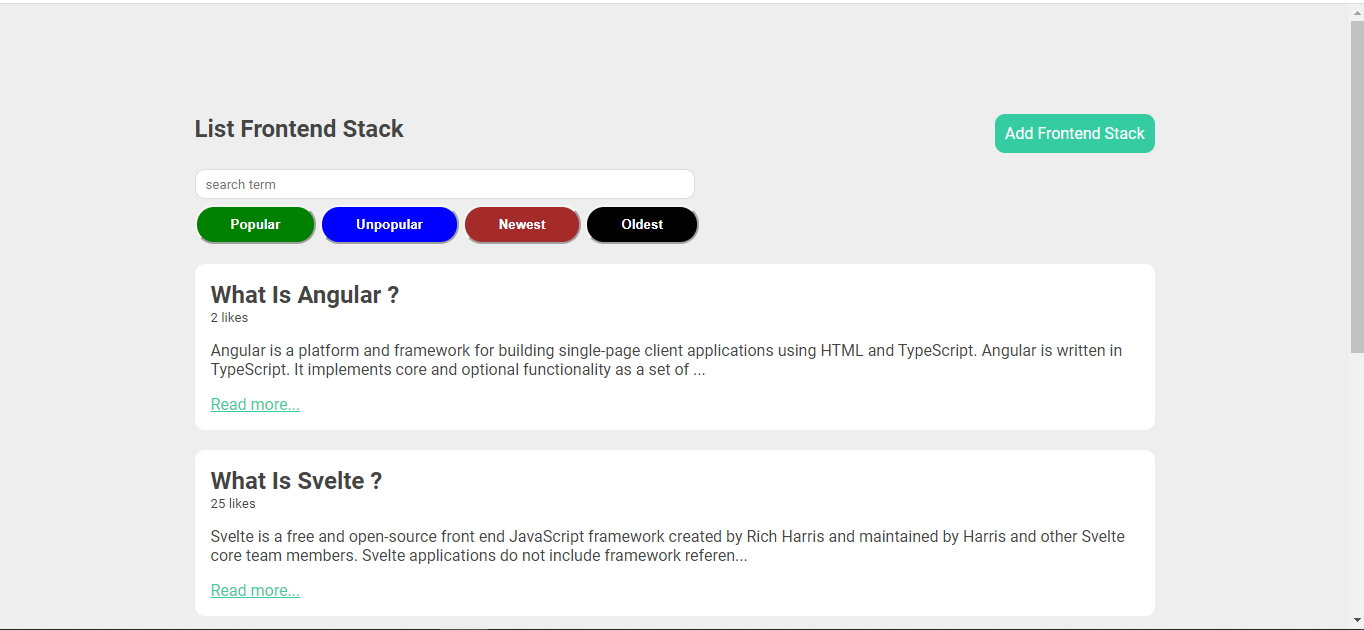 List Frontend Stack
Add Frontend Stack
search term
Popular Unpopular Newest Oldest
What Is Angular ?
2 likes
Angular is a platform and framework for building single-page client applications using HTML and TypeScript. Angular is written in
TypeScript. It implements core and optional functionality as a set of ...
Read more...
What Is Svelte ?
25 likes
Svelte is a free and open-source front end JavaScript framework created by Rich Harris and maintained by Harris and other Svelte
core team members. Svelte applications do not include framework referen...
Read more...